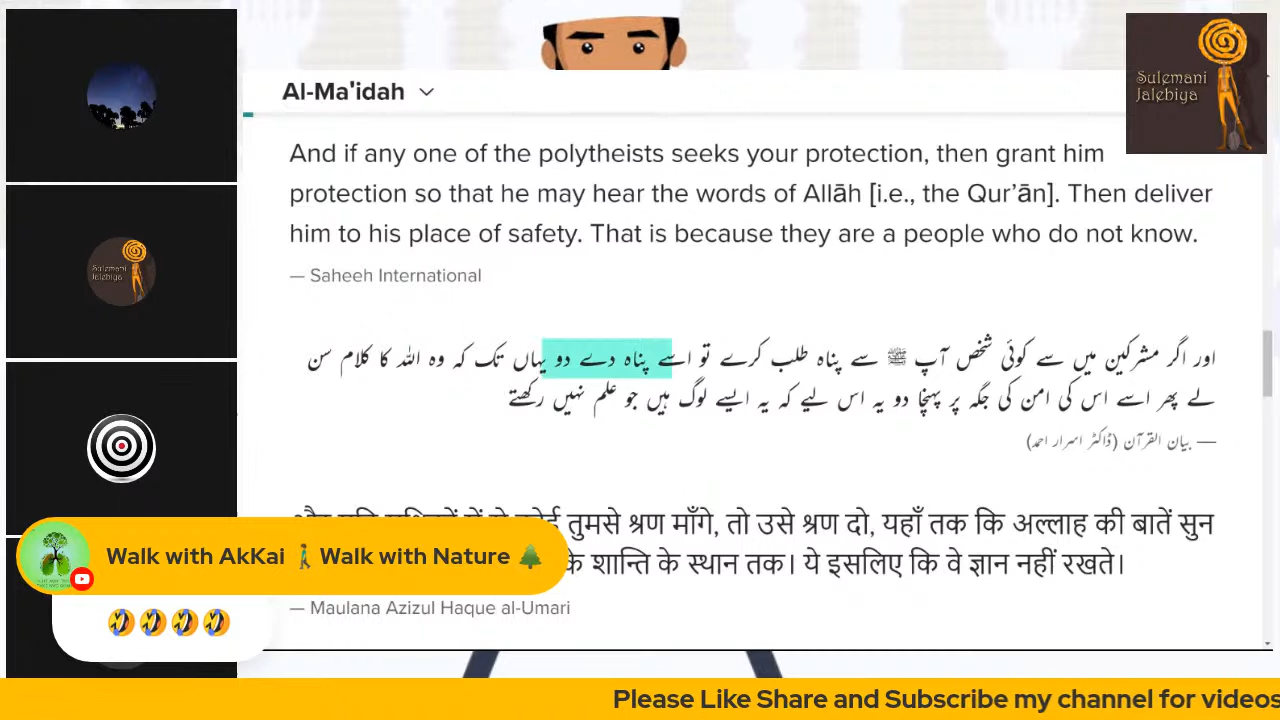 Sulemani
Jalebiya
Al-Ma'idah
And if any one of the polytheists seeks your protection, then grant him
protection so that he may hear the words of Allāh [i.e., the Qur’ān]. Then deliver
him to his place of safety. That is because they are a people who do not know.
— Saheeh International
Sulemani
Jalebiya
اور اگر مشرکین میں سے کوئی شخص آپ ﷺ سے پناہ طلب کرے تو اسے پناہ دے دو یہاں تک کہ وہ اللہ کا کلام سن
لے پھر اسے اس کی امن کی جگہ پر پہنچا دو یہ اس لیے کہ یہ ایسے لوگ ہیں جو علم نہیں رکھتے
— بیان القرآن (ڈاکٹر اسرار احمد)
तुमसे श्रण माँगे, तो उसे श्रण दो, यहाँ तक कि अल्लाह की बातें सुन
के शान्ति के स्थान तक। ये इसलिए कि वे ज्ञान नहीं रखते।
— Maulana Azizul Haque al-Umari
Walk with AkKai 🚶‍♂️Walk with Nature 🌲
🤣🤣🤣🤣
Please Like Share and Subscribe my channel for videos